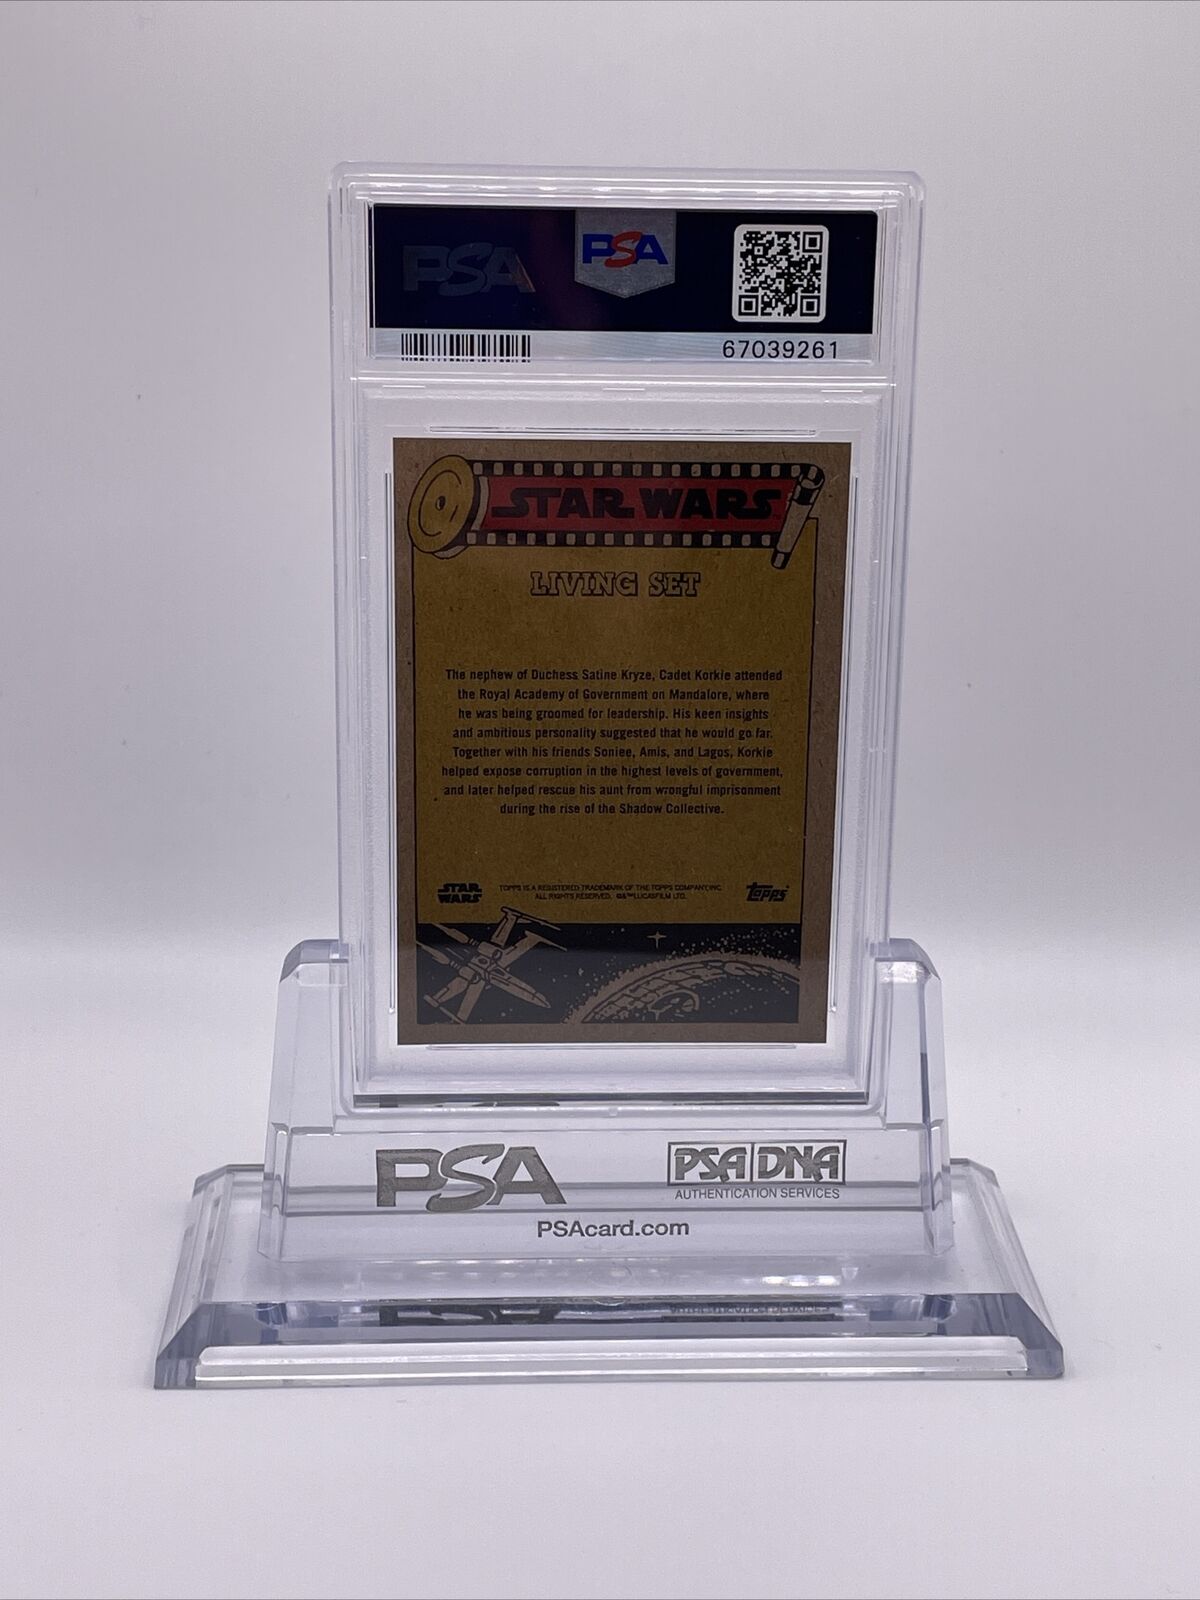 PSA
PSA
67039261
STAR WARS
LIVING SET
The nephew of Duchess Satine Kryze, Cadet Korkie attended
the Royal Academy of Government on Mandalore, where
he was being groomed for leadership. His keen insights
and ambitious personality suggested that he would go far.
Together with his friends Soniee, Amis, and Lagos, Korkie
helped expose corruption in the highest levels of government,
and later helped rescue his aunt from wrongful imprisonment
during the rise of the Shadow Collective.
STAR
WARS
TOPPS IS A REGISTERED TRADEMARK OF THE TOPPS COMPANY, INC.
ALL RIGHTS RESERVED. ©&™ LUCASFILM LTD.
Topps
PSA
PSA DNA
AUTHENTICATION SERVICES
PSAcard.com